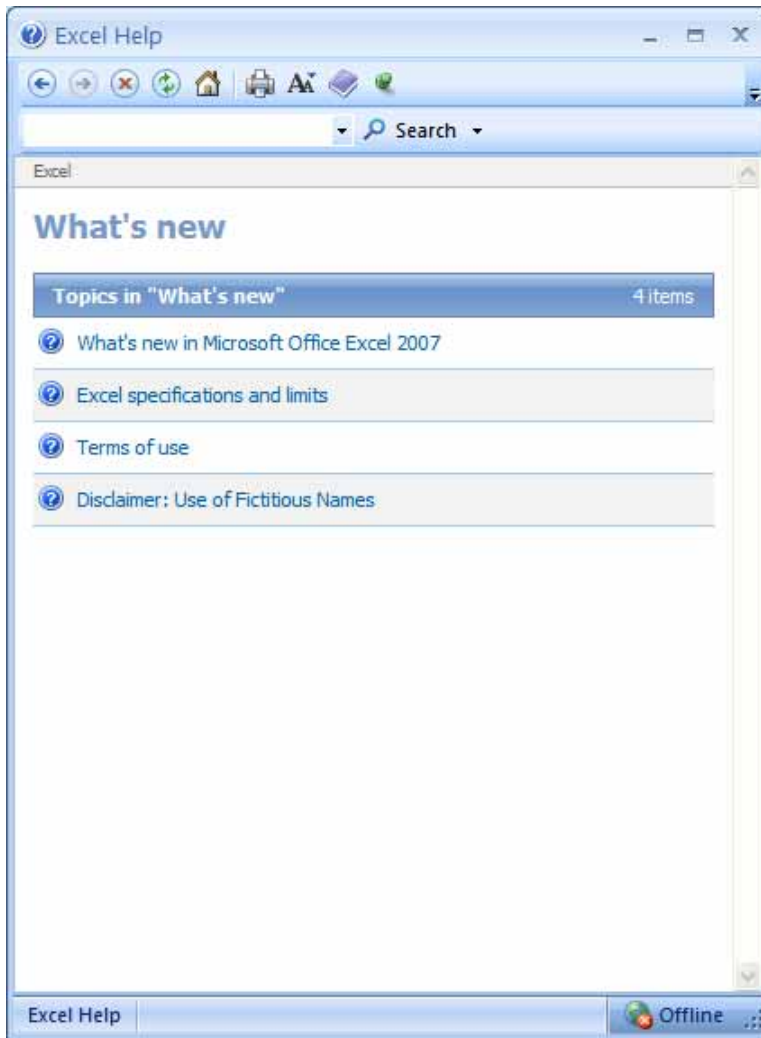 Excel Help
Search
Excel
What's new
Topics in "What's new" 4 items
What's new in Microsoft Office Excel 2007
Excel specifications and limits
Terms of use
Disclaimer: Use of Fictitious Names
Excel Help Offline